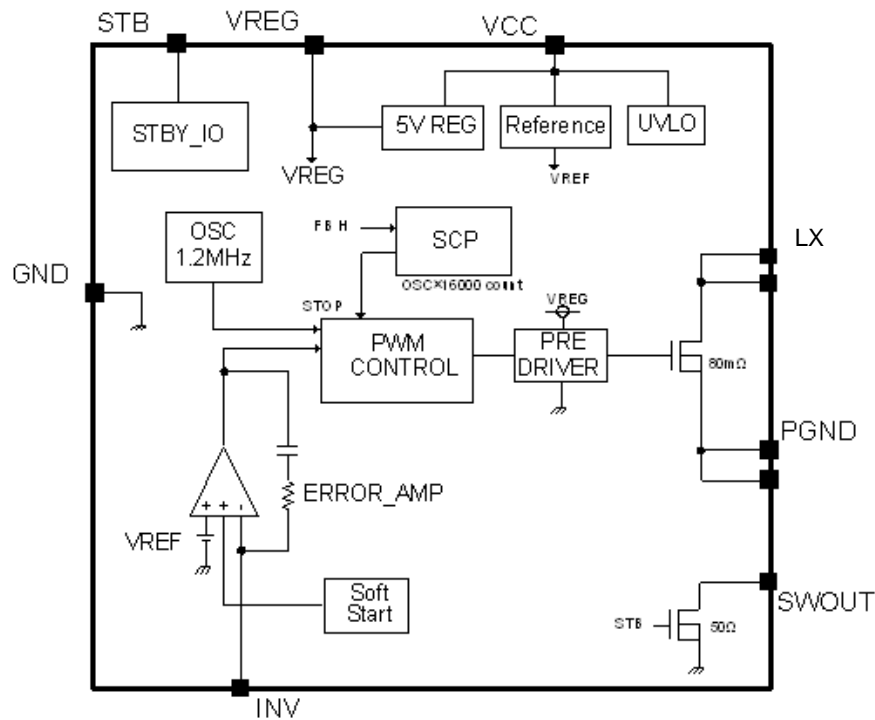 STB
VREG
VCC
STBY_IO
5V REG
Reference
UVLO
VREG
VREF
OSC
1.2MHz
FB H
SCP
OSC×16000 count
LX
GND
STOP
VREG
PWM
CONTROL
PRE
DRIVER
80mΩ
PGND
+ + -
ERROR_AMP
VREF
Soft
Start
STB
50Ω
SWOUT
INV